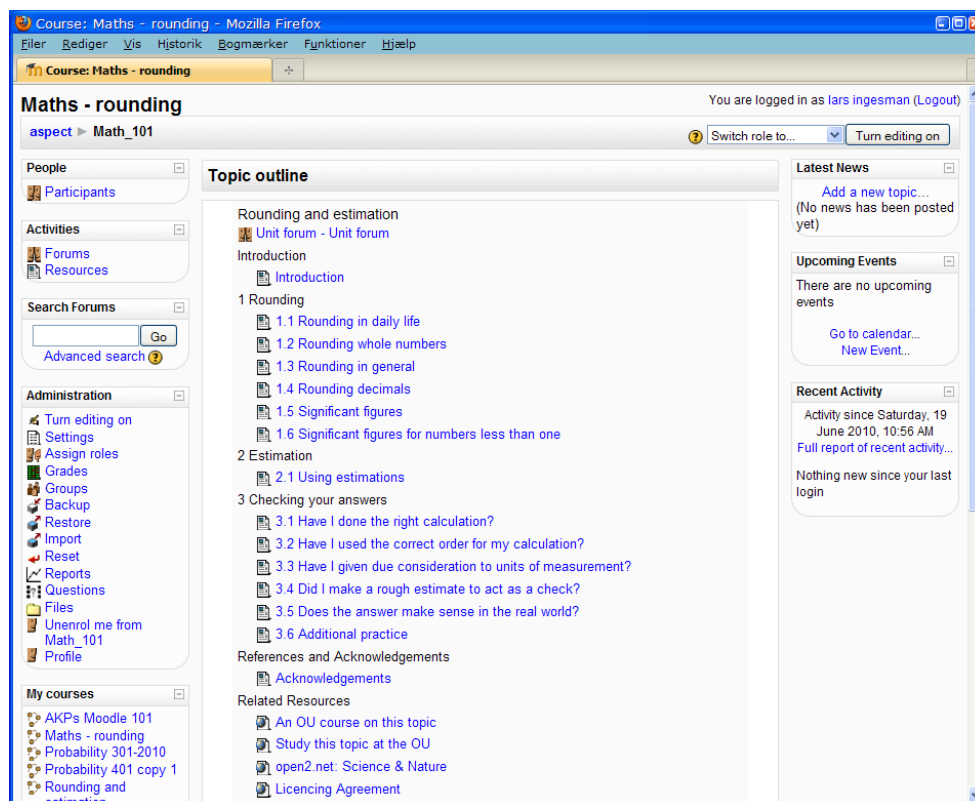 Course: Maths - rounding - Mozilla Firefox
Filer Rediger Vis Historik Bogmærker Funktioner Hjælp
Course: Maths - rounding
Maths - rounding
You are logged in as lars ingesman (Logout)
aspect ► Math_101
Switch role to...
Turn editing on
People
Participants
Activities
Forums
Resources
Search Forums
Go
Advanced search
Administration
Turn editing on
Settings
Assign roles
Grades
Groups
Backup
Restore
Import
Reset
Reports
Questions
Files
Unenrol me from
Math_101
Profile
My courses
AKPs Moodle 101
Maths - rounding
Probability 301-2010
Probability 401 copy 1
Rounding and
estimation
Topic outline
Rounding and estimation
Unit forum - Unit forum
Introduction
Introduction
1 Rounding
1.1 Rounding in daily life
1.2 Rounding whole numbers
1.3 Rounding in general
1.4 Rounding decimals
1.5 Significant figures
1.6 Significant figures for numbers less than one
2 Estimation
2.1 Using estimations
3 Checking your answers
3.1 Have I done the right calculation?
3.2 Have I used the correct order for my calculation?
3.3 Have I given due consideration to units of measurement?
3.4 Did I make a rough estimate to act as a check?
3.5 Does the answer make sense in the real world?
3.6 Additional practice
References and Acknowledgements
Acknowledgements
Related Resources
An OU course on this topic
Study this topic at the OU
open2.net: Science & Nature
Licencing Agreement
Latest News
Add a new topic...
(No news has been posted
yet)
Upcoming Events
There are no upcoming
events
Go to calendar...
New Event...
Recent Activity
Activity since Saturday, 19
June 2010, 10:56 AM
Full report of recent activity...
Nothing new since your last
login